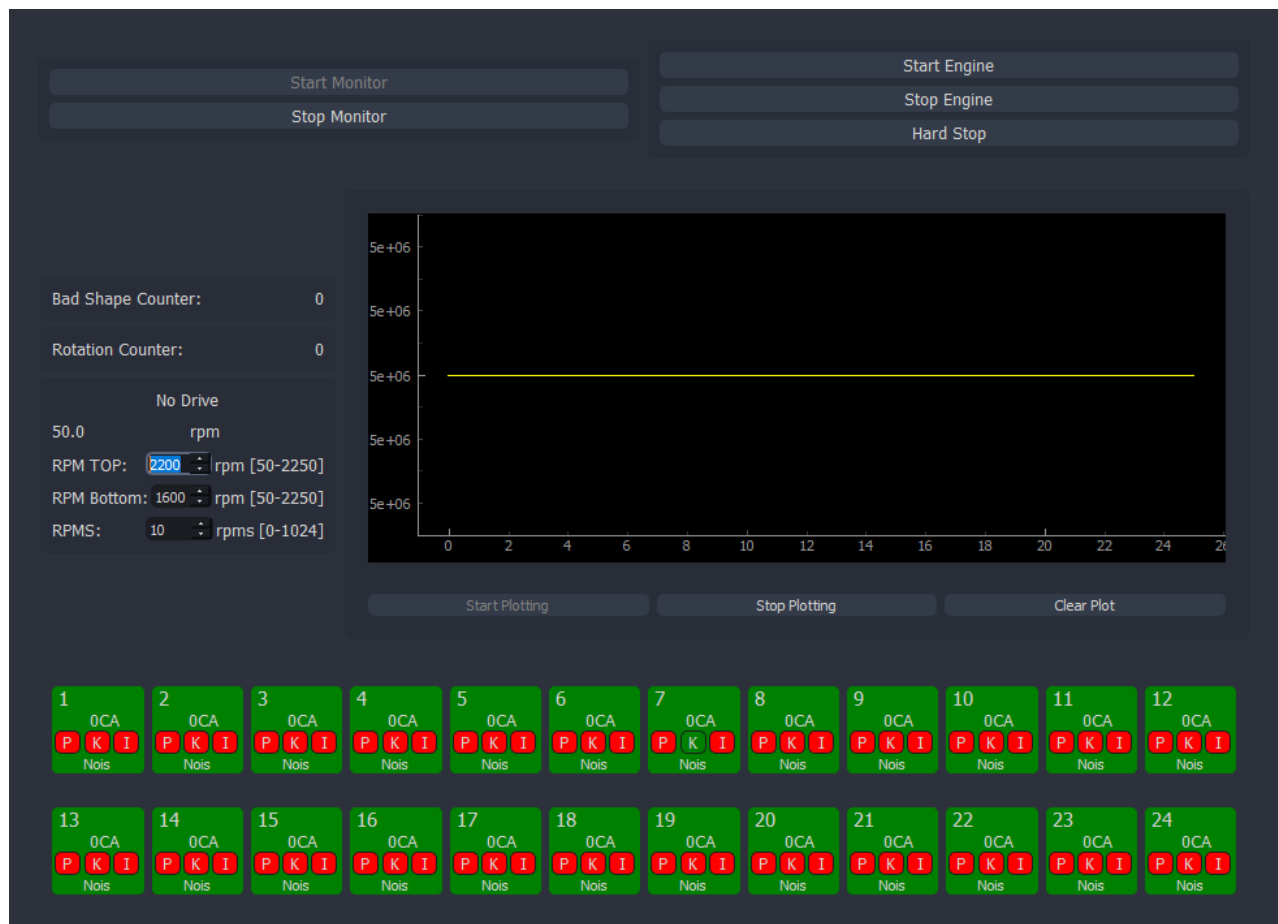 Start Monitor
Stop Monitor
Start Engine
Stop Engine
Hard Stop
Bad Shape Counter: 0
Rotation Counter: 0
No Drive
50.0 rpm
RPM TOP: 2200 rpm [50-2250]
RPM Bottom: 1600 rpm [50-2250]
RPMS: 10 rpms [0-1024]
5e+06
5e+06
5e+06
5e+06
5e+06
0 2 4 6 8 10 12 14 16 18 20 22 24 26
Start Plotting Stop Plotting Clear Plot
1 2 3 4 5 6 7 8 9 10 11 12
0CA 0CA 0CA 0CA 0CA 0CA 0CA 0CA 0CA 0CA 0CA 0CA
P K I P K I P K I P K I P K I P K I P K I P K I P K I P K I P K I P K I
Nois Nois Nois Nois Nois Nois Nois Nois Nois Nois Nois Nois
13 14 15 16 17 18 19 20 21 22 23 24
0CA 0CA 0CA 0CA 0CA 0CA 0CA 0CA 0CA 0CA 0CA 0CA
P K I P K I P K I P K I P K I P K I P K I P K I P K I P K I P K I P K I
Nois Nois Nois Nois Nois Nois Nois Nois Nois Nois Nois Nois